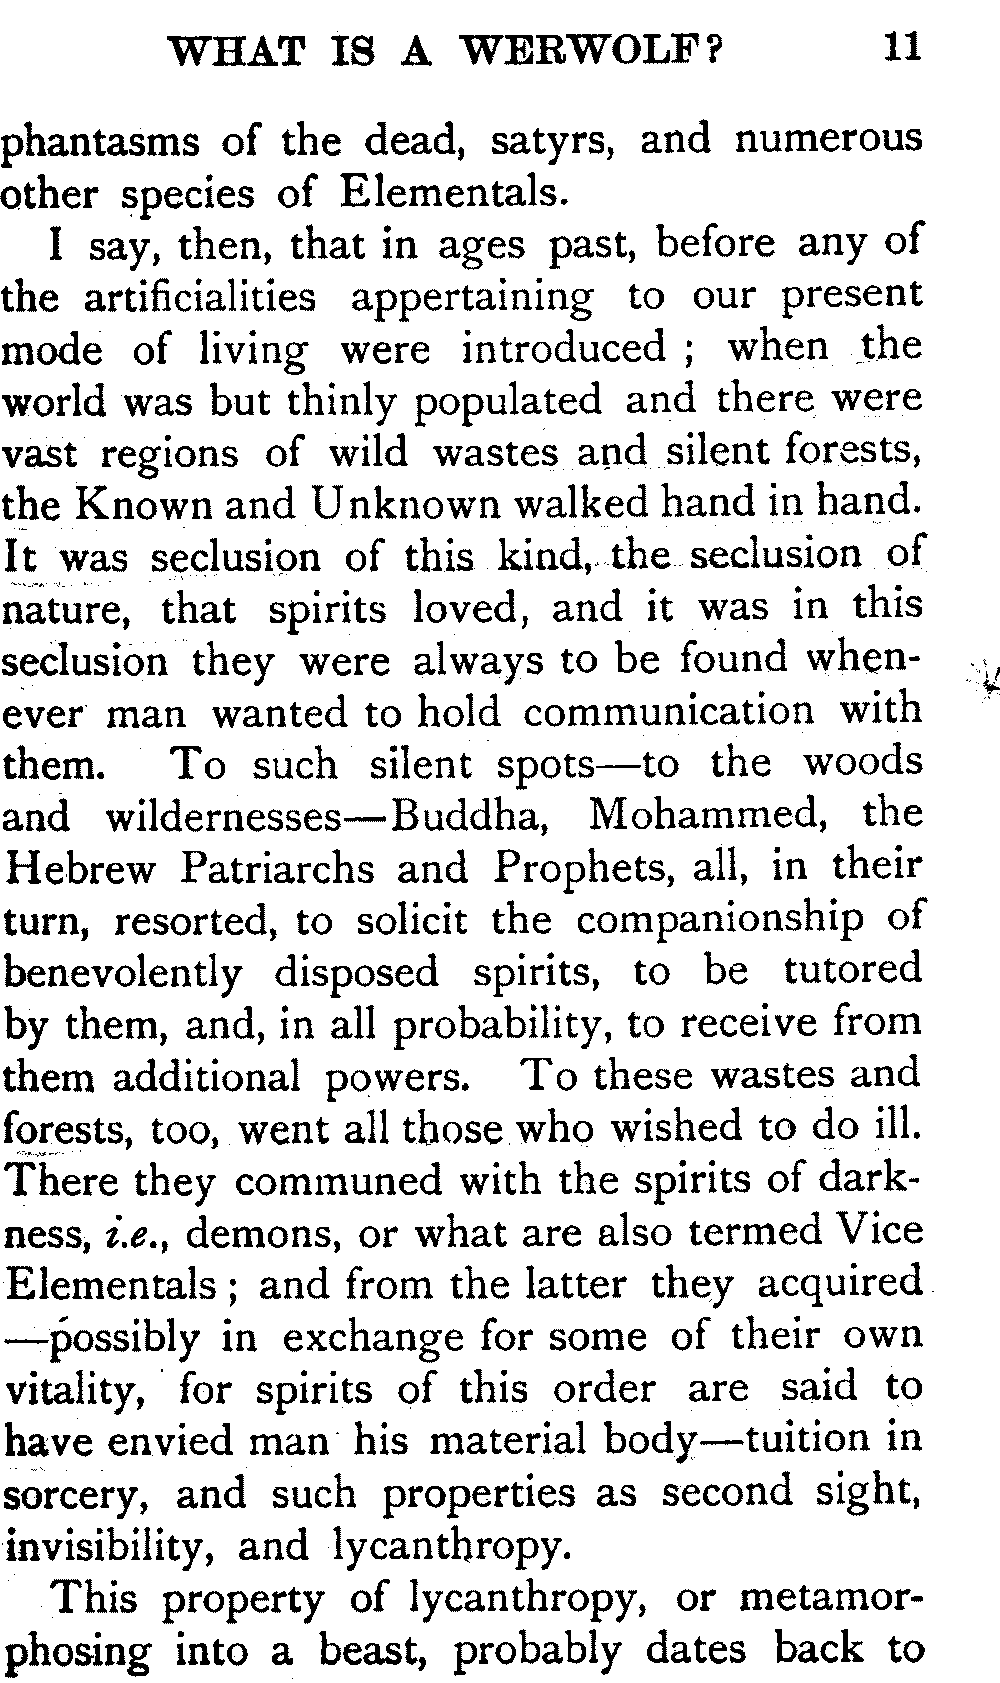 WHAT IS A WERWOLF? 11
phantasms of the dead, satyrs, and numerous
other species of Elementals.
I say, then, that in ages past, before any of
the artificialities appertaining to our present
mode of living were introduced ; when the
world was but thinly populated and there were
vast regions of wild wastes and silent forests,
the Known and Unknown walked hand in hand.
It was seclusion of this kind, the seclusion of
nature, that spirits loved, and it was in this
seclusion they were always to be found when-
ever man wanted to hold communication with
them. To such silent spots—to the woods
and wildernesses—Buddha, Mohammed, the
Hebrew Patriarchs and Prophets, all, in their
turn, resorted, to solicit the companionship of
benevolently disposed spirits, to be tutored
by them, and, in all probability, to receive from
them additional powers. To these wastes and
forests, too, went all those who wished to do ill.
There they communed with the spirits of dark-
ness, i.e., demons, or what are also termed Vice
Elementals ; and from the latter they acquired
—possibly in exchange for some of their own
vitality, for spirits of this order are said to
have envied man his material body—tuition in
sorcery, and such properties as second sight,
invisibility, and lycanthropy.
This property of lycanthropy, or metamor-
phosing into a beast, probably dates back to